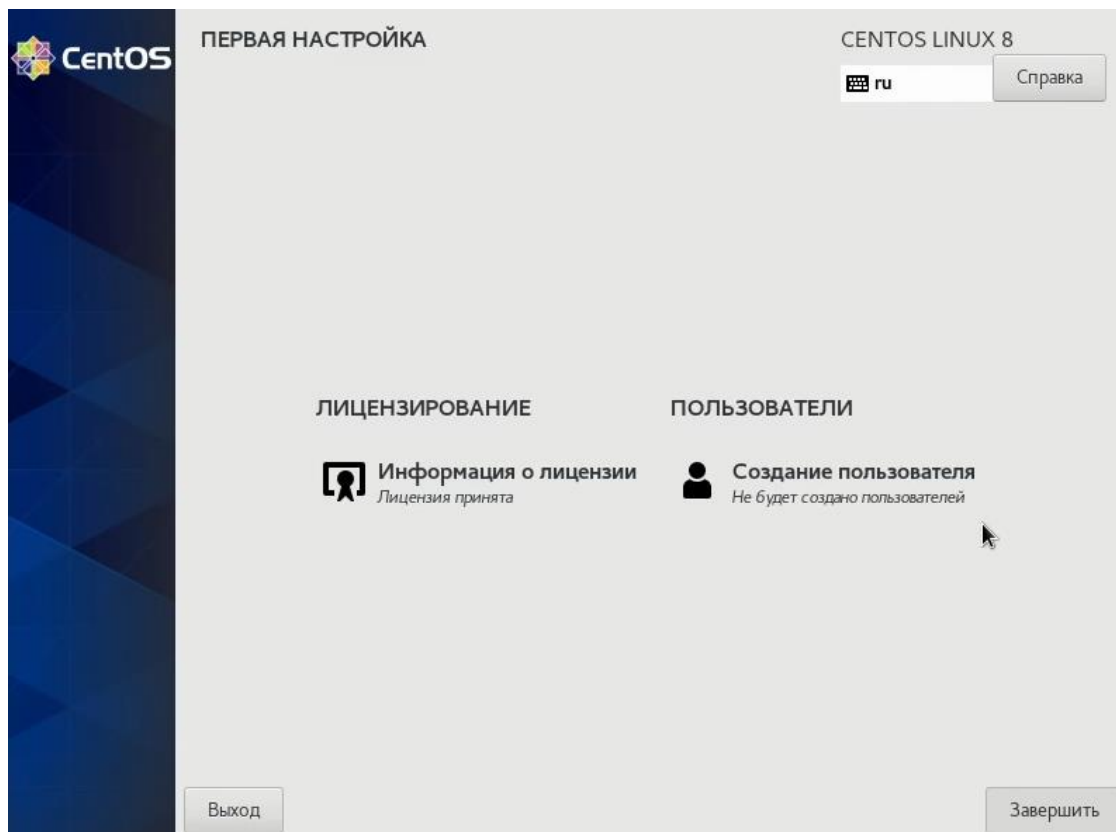 CentOS
ПЕРВАЯ НАСТРОЙКА
CENTOS LINUX 8
ru
Справка
ЛИЦЕНЗИРОВАНИЕ
Информация о лицензии
Лицензия принята
ПОЛЬЗОВАТЕЛИ
Создание пользователя
Не будет создано пользователей
Выход
Завершить